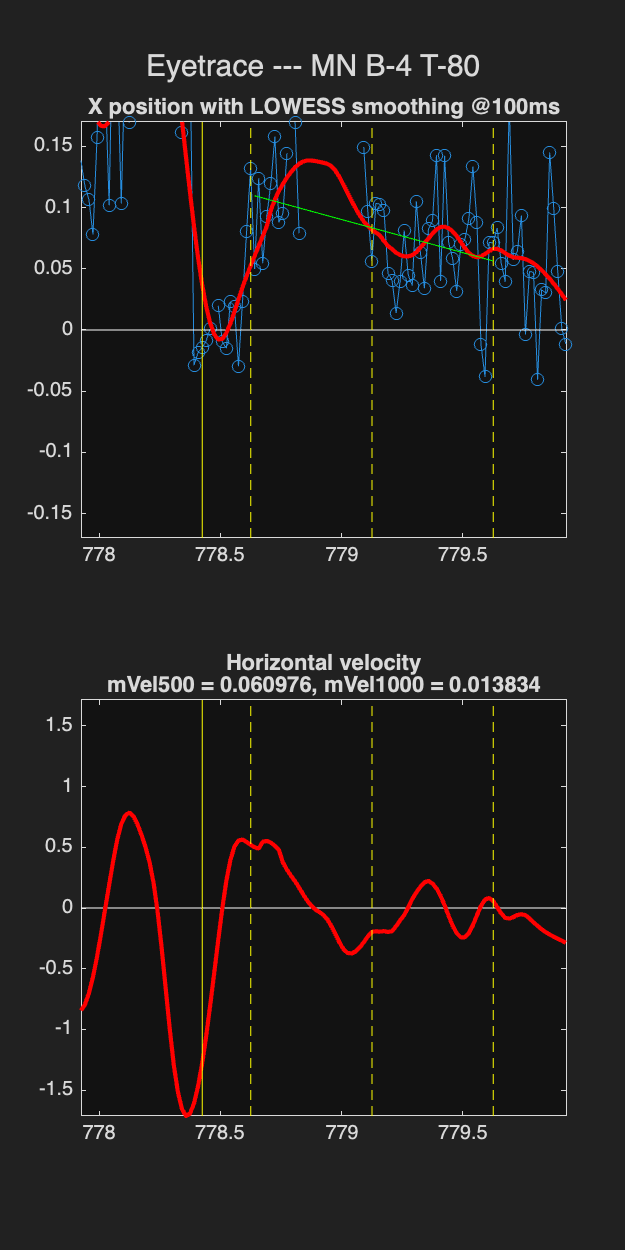 Eyetrace --- MN B-4 T-80
X position with LOWESS smoothing @100ms
0.15
0.1
0.05
0
-0.05
-0.1
-0.15
778 778.5 779 779.5
Horizontal velocity
mVel500 = 0.060976, mVel1000 = 0.013834
1.5
1
0.5
0
-0.5
-1
-1.5
778 778.5 779 779.5